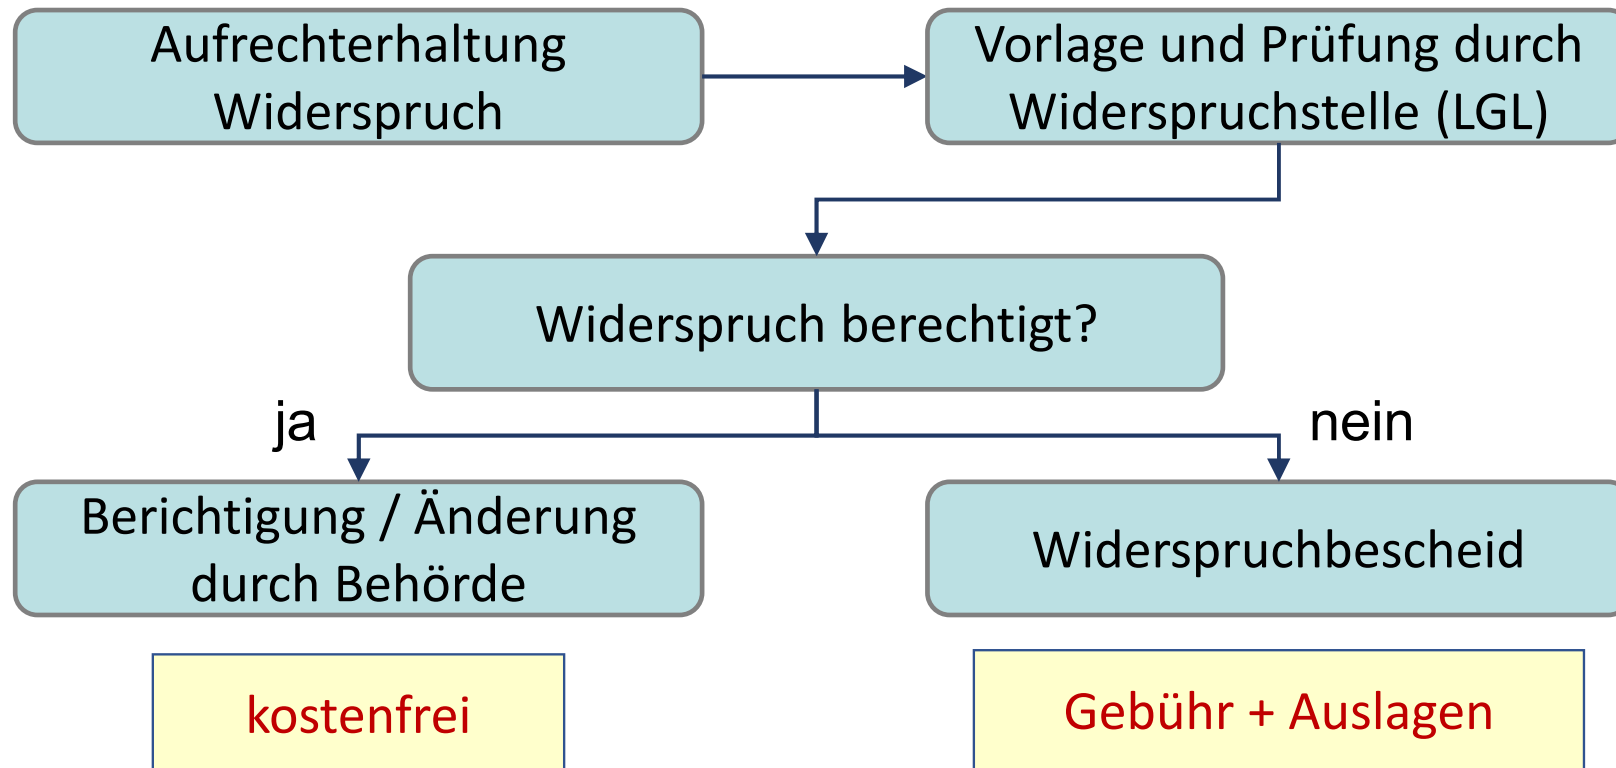 Aufrechterhaltung
Widerspruch
Vorlage und Prüfung durch
Widerspruchstelle (LGL)
Widerspruch berechtigt?
ja
nein
Berichtigung / Änderung
durch Behörde
Widerspruchbescheid
kostenfrei
Gebühr + Auslagen